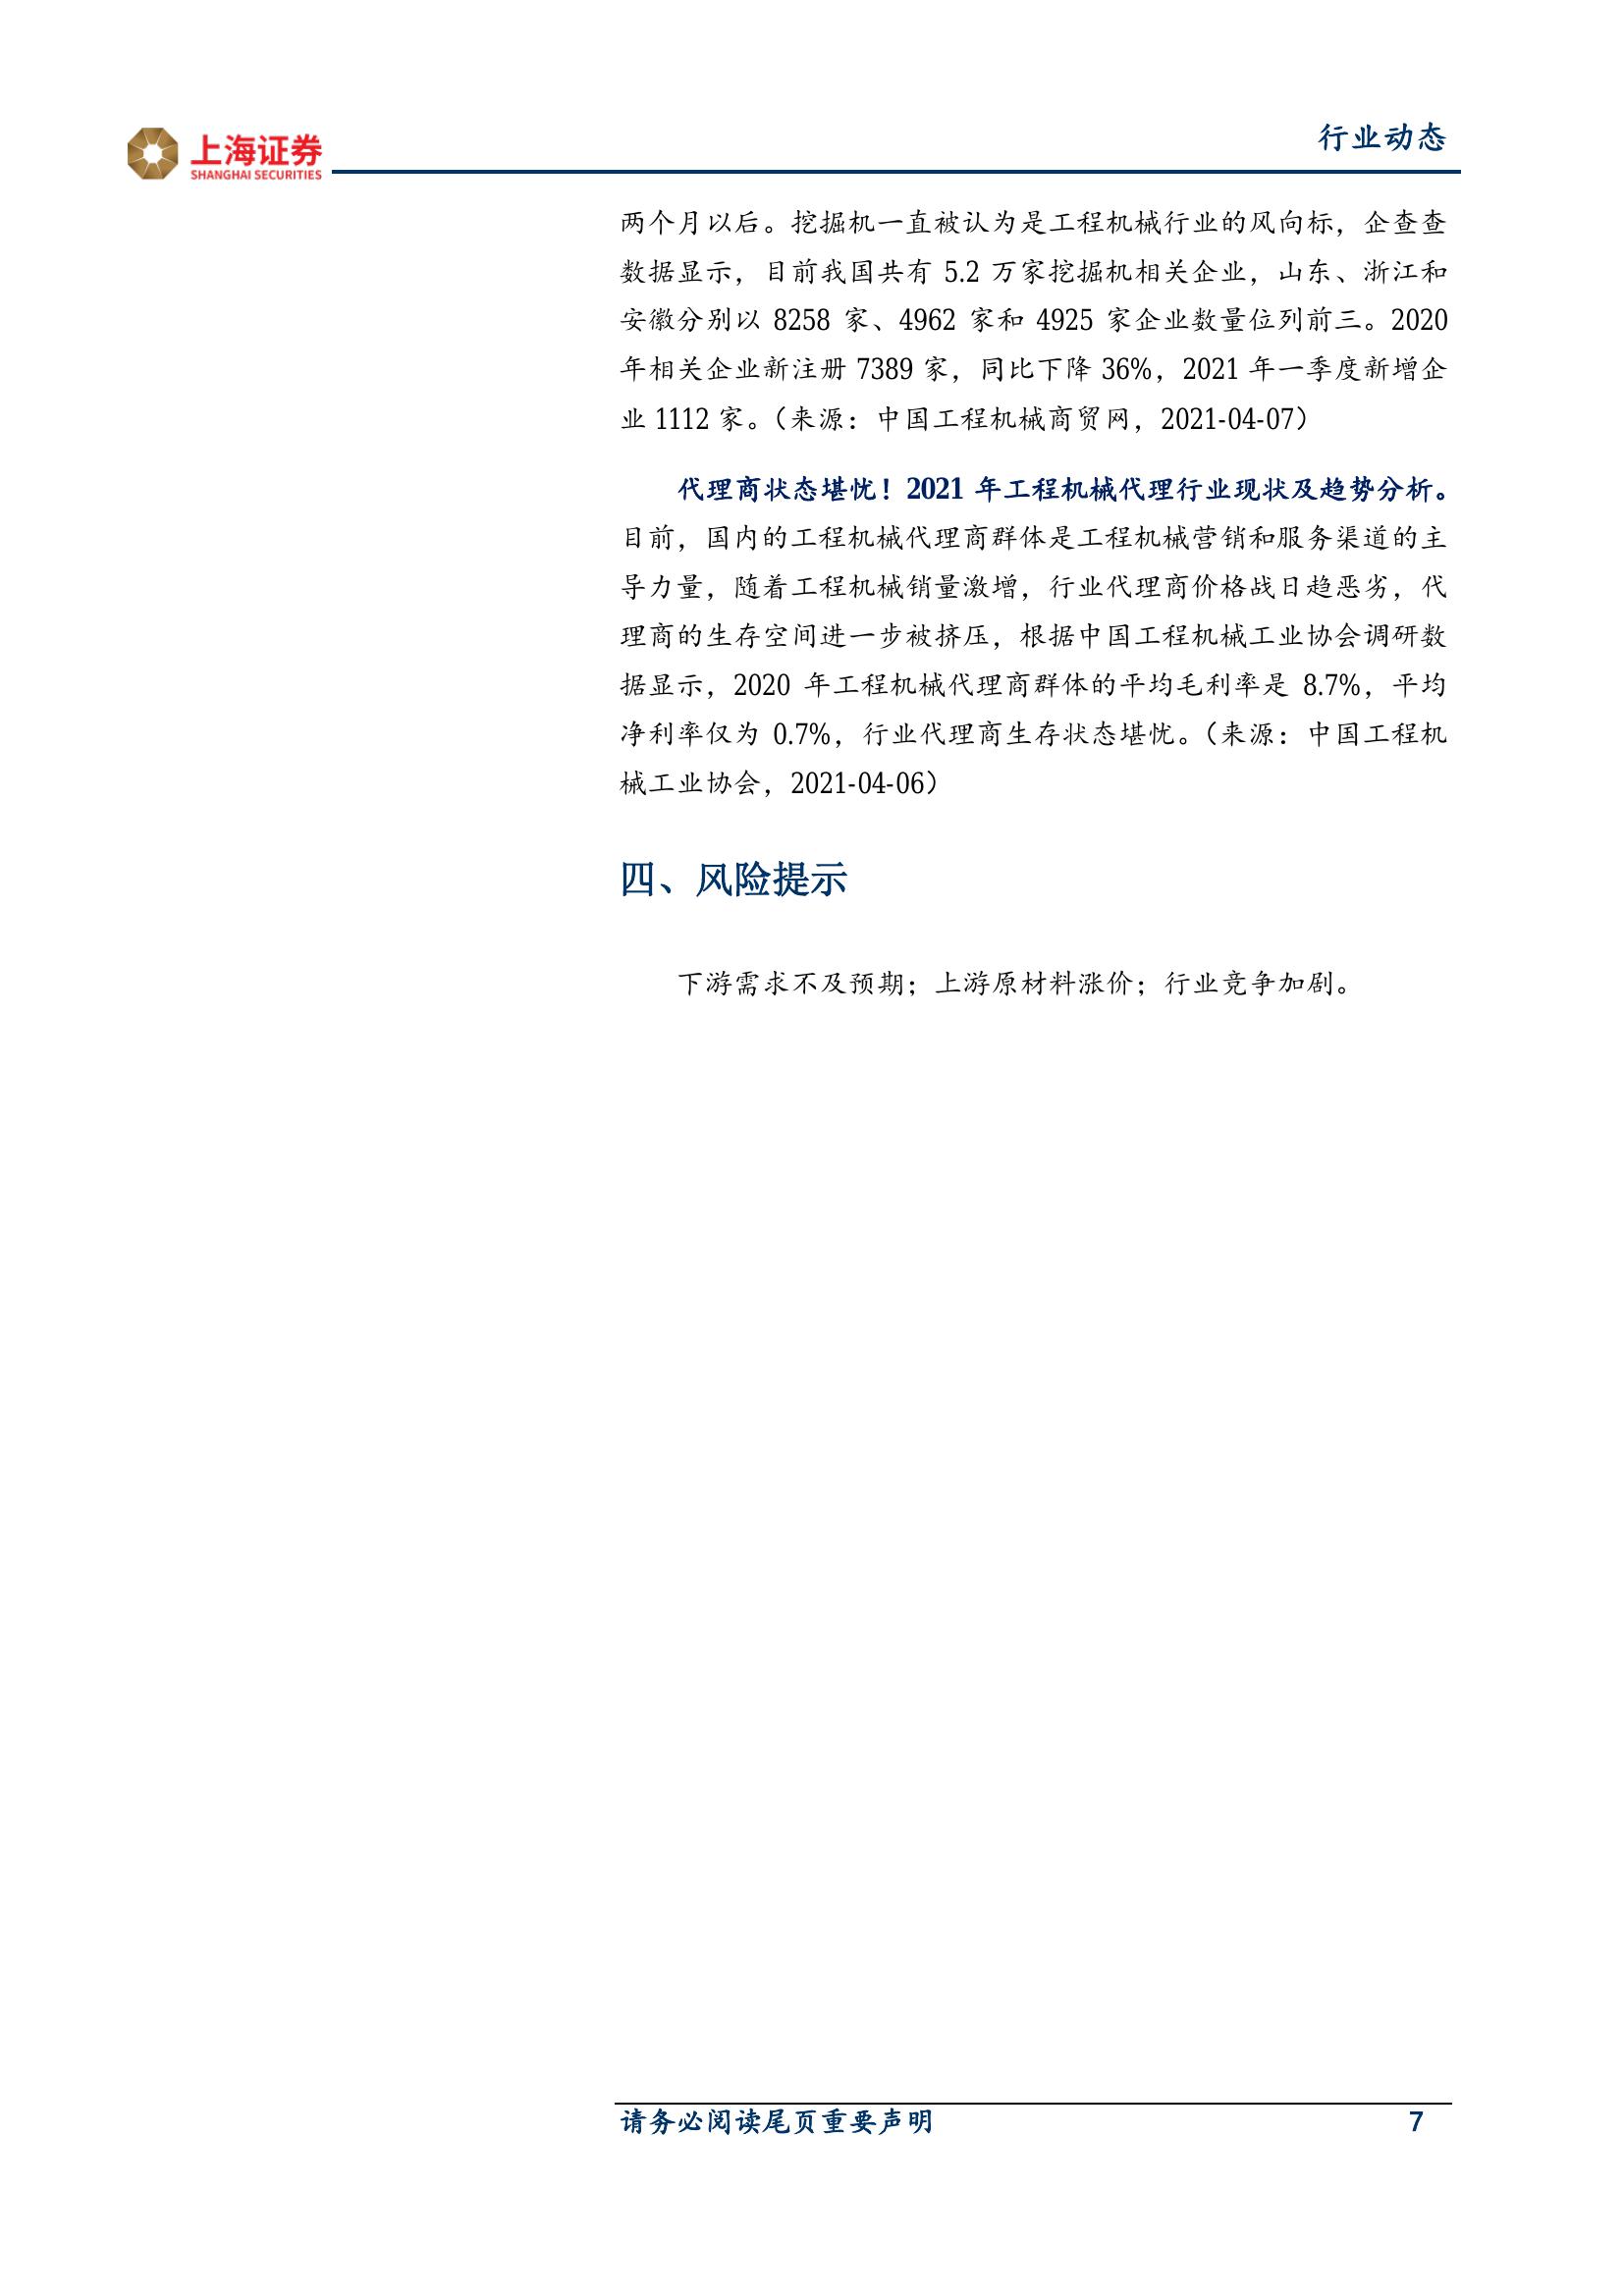 上海证券
SHANGHAI SECURITIES
行业动态
两个月以后。挖掘机一直被认为是工程机械行业的风向标，企查查
数据显示，目前我国共有 5.2 万家挖掘机相关企业，山东、浙江和
安徽分别以 8258 家、4962 家和 4925 家企业数量位列前三。2020
年相关企业新注册 7389 家，同比下降 36%，2021 年一季度新增企
业 1112 家。（来源：中国工程机械商贸网，2021-04-07）
代理商状态堪忧！2021 年工程机械代理行业现状及趋势分析。
目前，国内的工程机械代理商群体是工程机械营销和服务渠道的主
导力量，随着工程机械销量激增，行业代理商价格战日趋恶劣，代
理商的生存空间进一步被挤压，根据中国工程机械工业协会调研数
据显示，2020 年工程机械代理商群体的平均毛利率是 8.7%，平均
净利率仅为 0.7%，行业代理商生存状态堪忧。（来源：中国工程机
械工业协会，2021-04-06）
四、风险提示
下游需求不及预期；上游原材料涨价；行业竞争加剧。
请务必阅读尾页重要声明 7